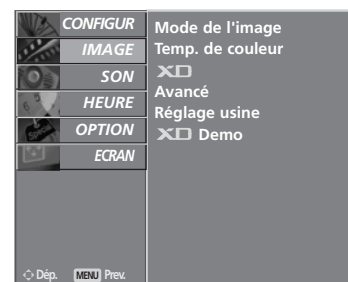 CONFIGUR
IMAGE
SON
HEURE
OPTION
ECRAN
Dép. MENU Prev.
Mode de l'image
Temp. de couleur
XD
Avancé
Réglage usine
XD Demo